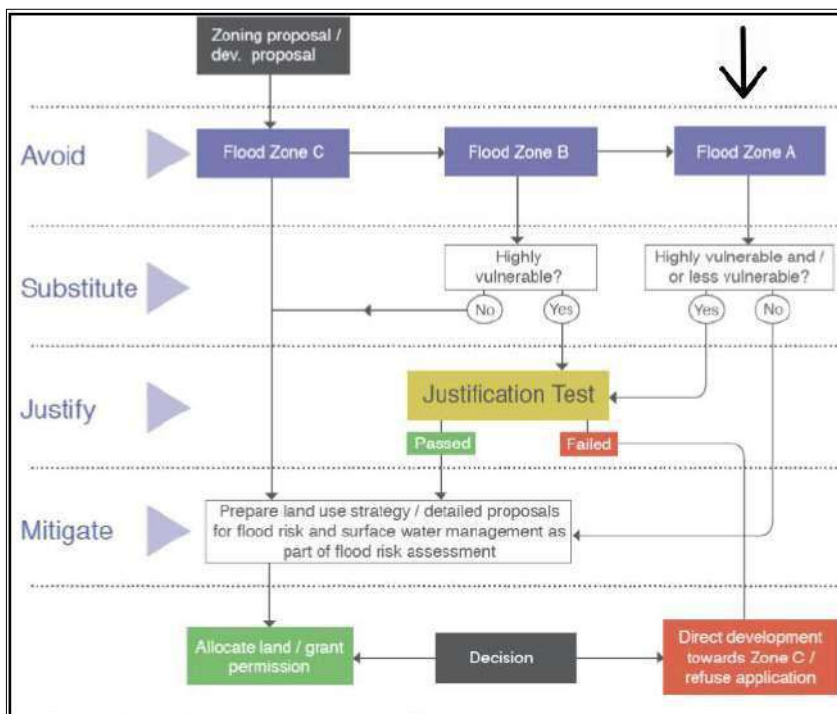 Zoning proposal /
dev. proposal
Avoid
Flood Zone C
Flood Zone B
Flood Zone A
Substitute
Highly
vulnerable?
No
Yes
Highly vulnerable and /
or less vulnerable?
Yes
No
Justify
Justification Test
Passed
Failed
Mitigate
Prepare land use strategy / detailed proposals
for flood risk and surface water management as
part of flood risk assessment
Allocate land / grant
permission
Decision
Direct development
towards Zone C /
refuse application